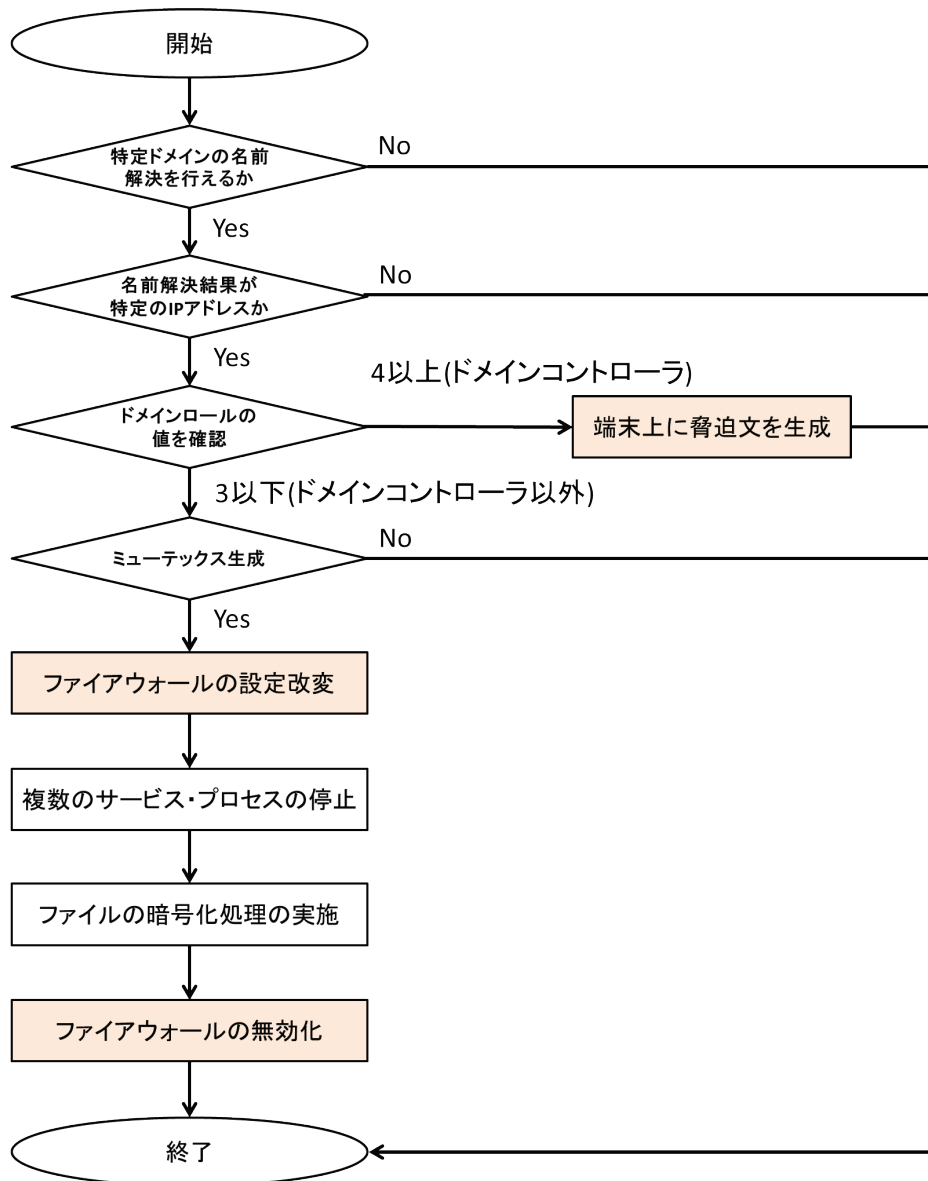 開始
特定ドメインの名前
解決を行えるか
No
Yes
名前解決結果が
特定のIPアドレスか
No
Yes
ドメインロールの
値を確認
4以上(ドメインコントローラ)
端末上に脅迫文を生成
3以下(ドメインコントローラ以外)
ミューテックス生成
No
Yes
ファイアウォールの設定改変
複数のサービス・プロセスの停止
ファイルの暗号化処理の実施
ファイアウォールの無効化
終了